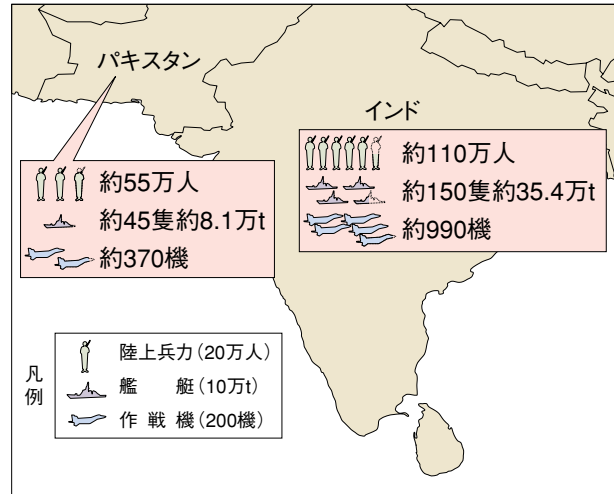 パキスタン
インド
約55万人
約45隻約8.1万t
約370機
約110万人
約150隻約35.4万t
約990機
凡例
陸上兵力(20万人)
艦　艇(10万t)
作 戦 機(200機)